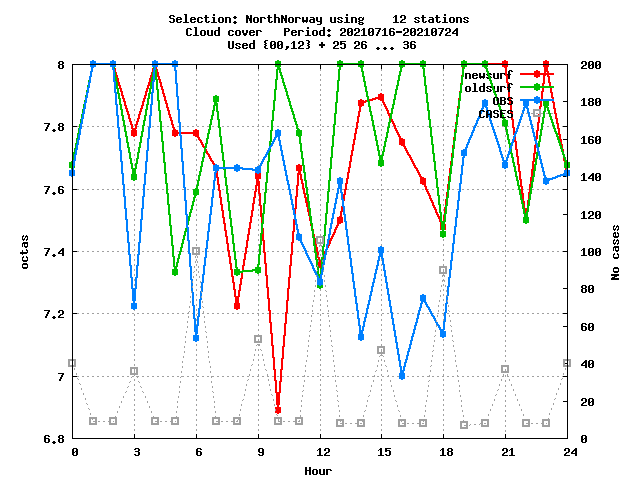 Selection: NorthNorway using    12 stations
Cloud cover   Period: 20210716-20210724
Used {00,12} + 25 26 ... 36
8
7.8
7.6
7.4
7.2
7
6.8
octas
200
180
160
140
120
100
80
60
40
20
0
No cases
newsurf
oldsurf
OBS
CASES
0 3 6 9 12 15 18 21 24
Hour